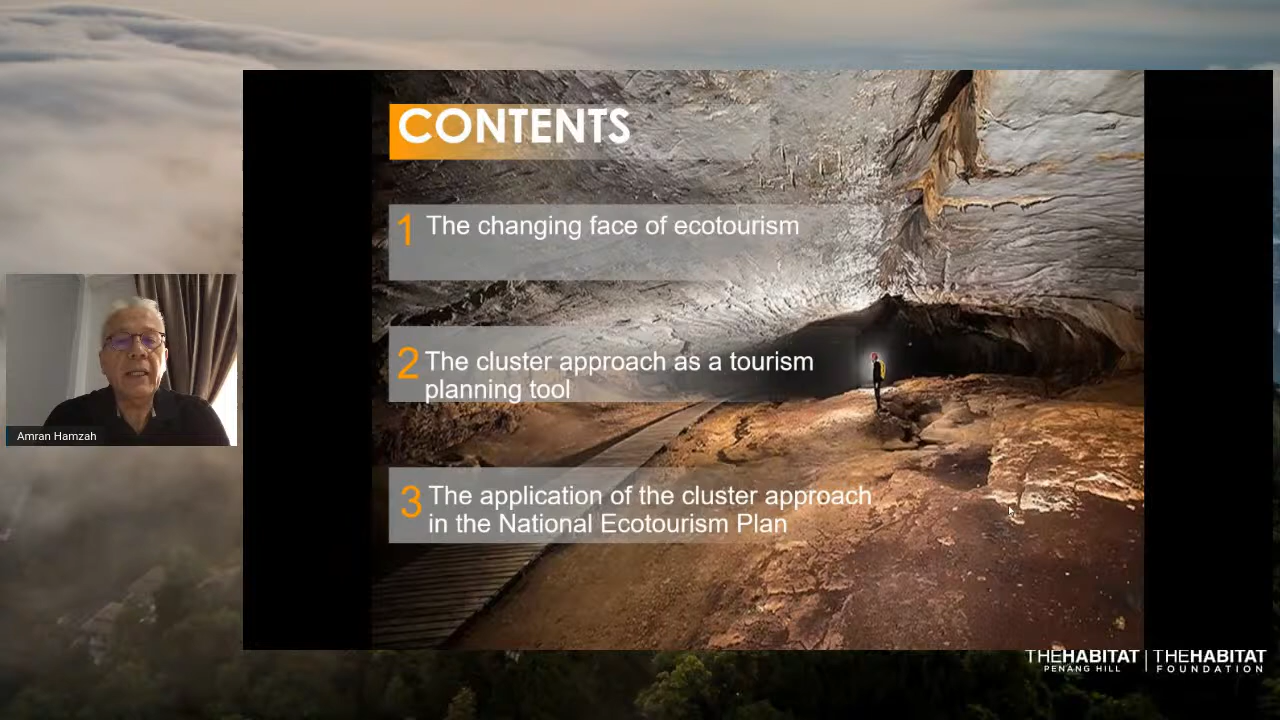 CONTENTS
1 The changing face of ecotourism
2 The cluster approach as a tourism
planning tool
3 The application of the cluster approach
in the National Ecotourism Plan
Amran Hamzah
THEHABITAT | THEHABITAT
PENANG HILL FOUNDATION